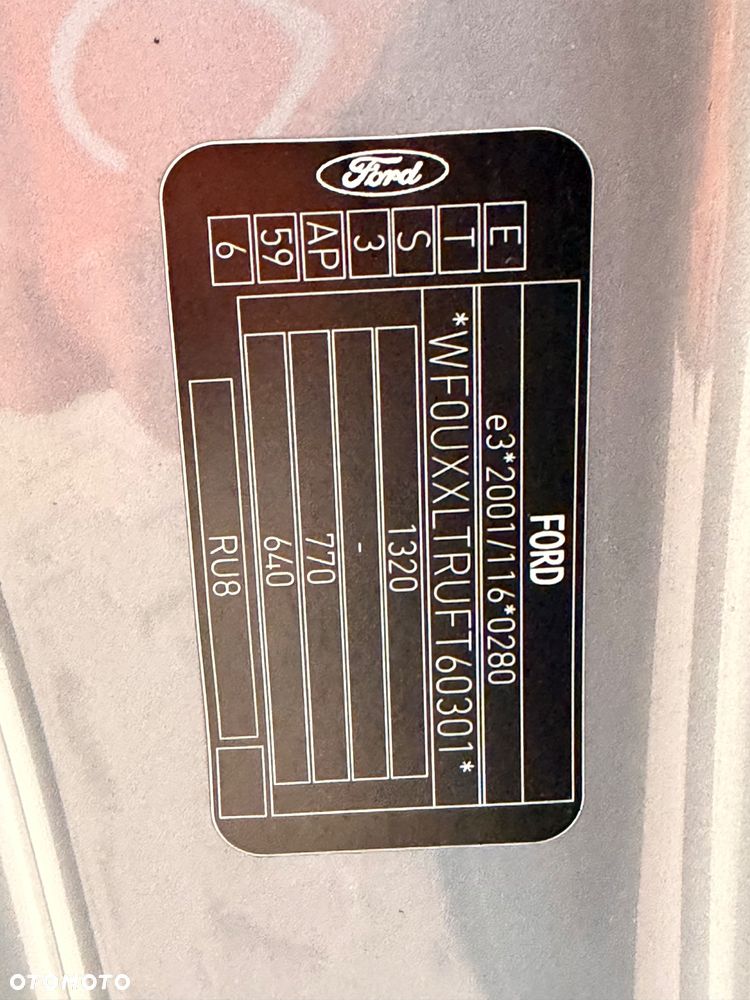 Ford
FORD
e3*2001/116*0280
*WF0UXXLTRUFT60301*
1320
-
770
640
RU8
E
T
S
3
AP
59
6
OTOMOTO